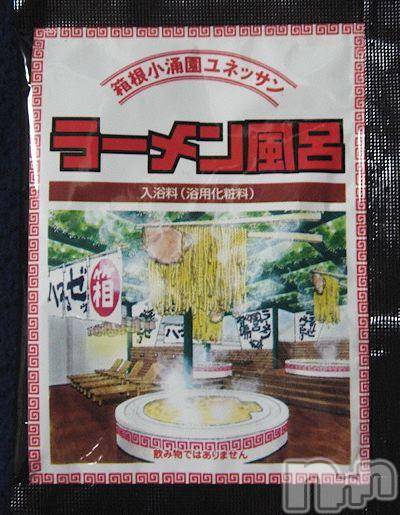 箱根小涌園ユネッサン
ラーメン風呂
入浴料(浴用化粧料)
箱
飲み物ではありません